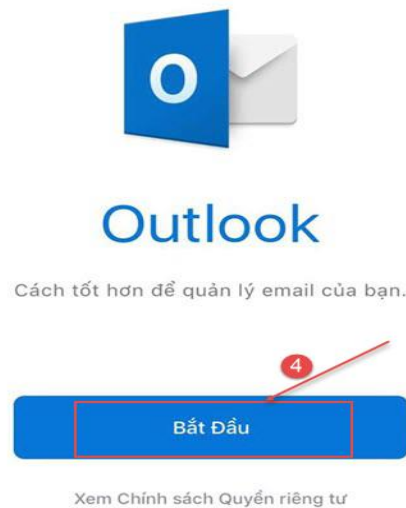 O
Outlook
Cách tốt hơn để quản lý email của bạn.
4
Bắt Đầu
Xem Chính sách Quyền riêng tư